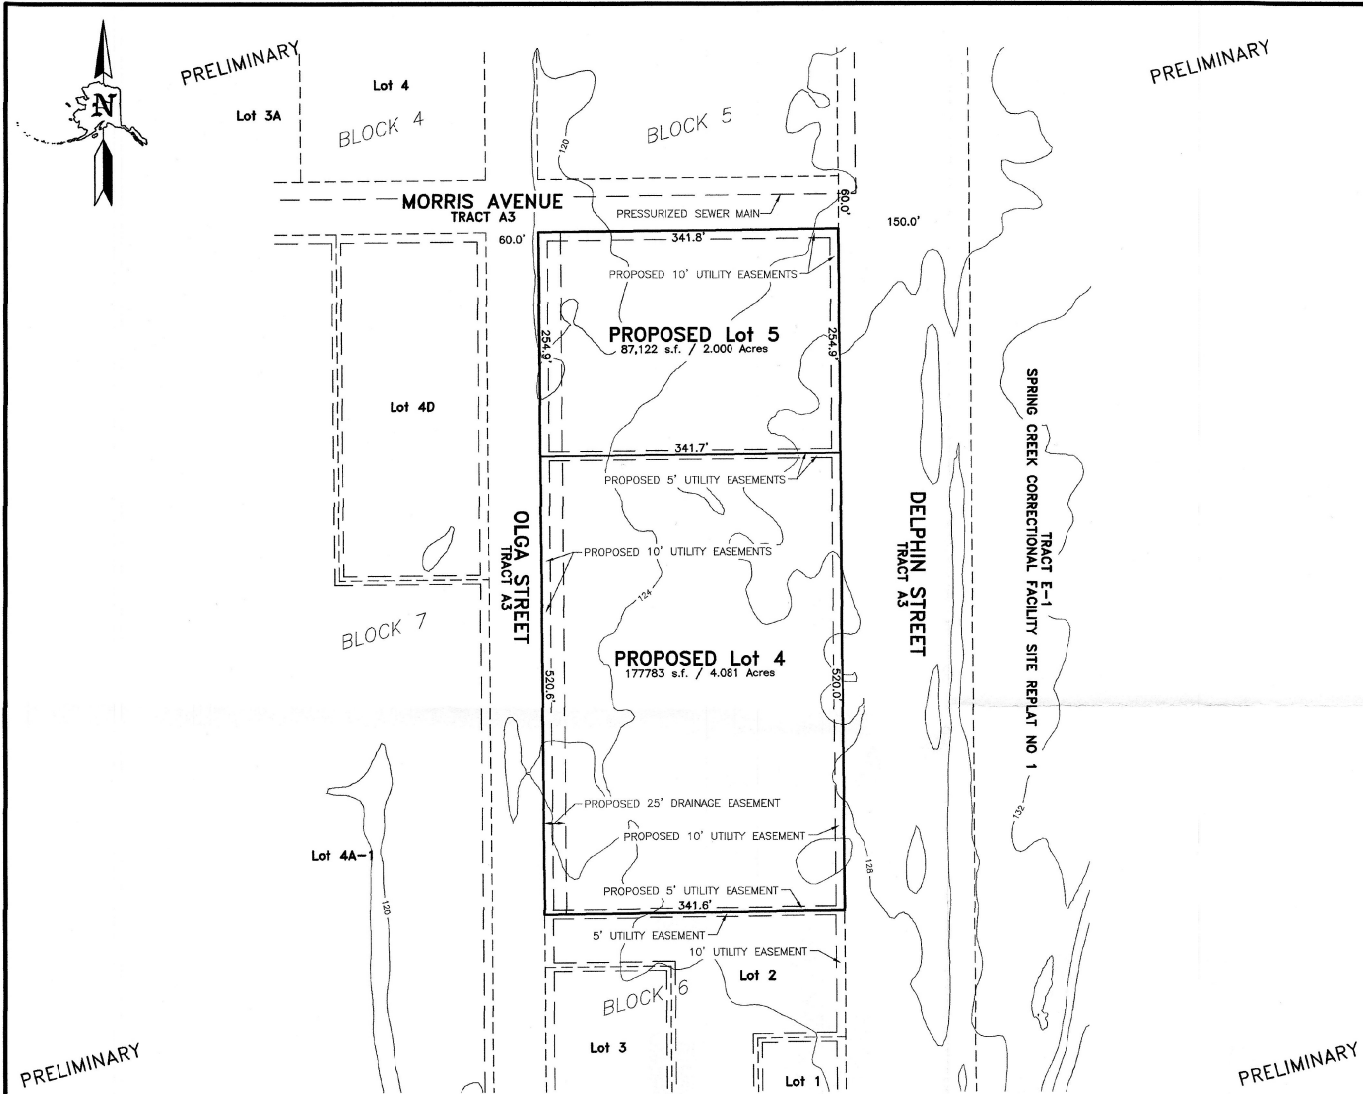 PRELIMINARY
PRELIMINARY
N
Lot 4
Lot 3A
BLOCK 4
BLOCK 5
120
MORRIS AVENUE
TRACT A3
PRESSURIZED SEWER MAIN
60.0'
150.0'
60.0'
341.8'
PROPOSED 10' UTILITY EASEMENTS
PROPOSED Lot 5
87,122 s.f. / 2.000 Acres
254.9'
254.9'
Lot 4D
341.7'
PROPOSED 5' UTILITY EASEMENTS
OLGA STREET
TRACT A3
PROPOSED 10' UTILITY EASEMENTS
DELPHIN STREET
TRACT A3
TRACT E-1
SPRING CREEK CORRECTIONAL FACILITY SITE REPLAT NO 1
124
BLOCK 7
PROPOSED Lot 4
177783 s.f. / 4.081 Acres
520.6'
520.0'
PROPOSED 25' DRAINAGE EASEMENT
132
PROPOSED 10' UTILITY EASEMENT
Lot 4A-1
128
120
PROPOSED 5' UTILITY EASEMENT
341.6'
5' UTILITY EASEMENT
10' UTILITY EASEMENT
Lot 2
BLOCK 6
Lot 3
Lot 1
PRELIMINARY
PRELIMINARY